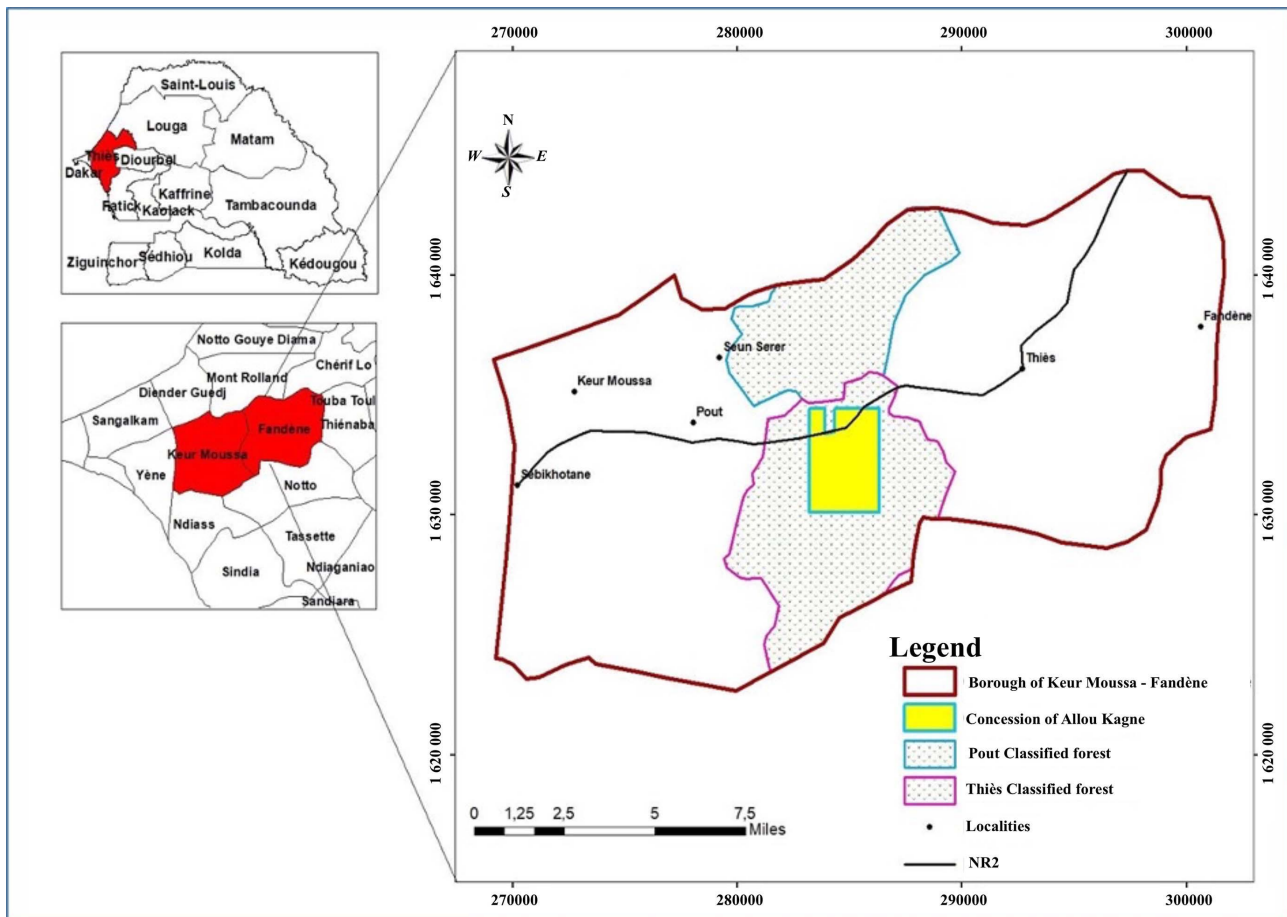 270000
280000
290000
300000
Saint-Louis
Louga
Matam
Thiès
Diourbel
Dakar
Fatick
Kaolack
Kaffrine
Tambacounda
Ziguinchor
Sédhiou
Kolda
Kédougou
Notto Gouye Diama
Chérif Lo
Mont Rolland
Diender Guedj
Touba Toul
Sangalkam
Thiénaba
Fandène
Keur Moussa
Yène
Notto
Ndiass
Tassette
Sindia
Ndiaganiao
Sandiara
N
W E
S
1 640 000
1 640 000
Fandène
Seun Serer
Thiès
Keur Moussa
Pout
Sébikhotane
1 630 000
1 630 000
Legend
Borough of Keur Moussa - Fandène
Concession of Allou Kagne
Pout Classified forest
Thiès Classified forest
Localities
NR2
1 620 000
1 620 000
0 1,25 2,5 5 7,5
Miles
270000
280000
290000
300000